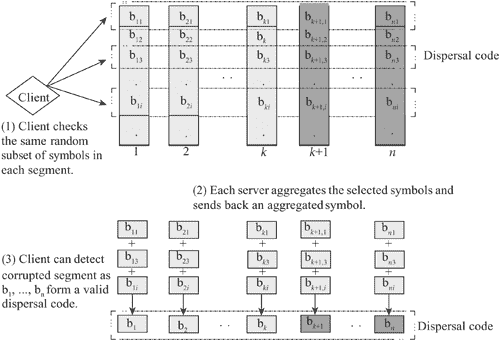 b11 b21 bk1 bk+1,1 bn1
b12 b22 bk bk+1,2 bn2
Dispersal code
b13 b23 bk3 bk+1,3 bn3
. . . .
Client
b1i b2i bki bk+1,i bni
. . . . .
(1) Client checks
the same random
subset of symbols in
each segment.
1 2 k k+1 n
(2) Each server aggregates the selected symbols and
sends back an aggregated symbol.
b11 b21 bk1 bk+1,1 bn1
+ + + + +
(3) Client can detect
corrupted segment as
b1, ..., bn form a valid
dispersal code.
b13 b23 bk3 bk+1,3 bn3
+ + + + +
b1i b2i bki bk+1,i bni
b1 b2 . . bk bk+1 . . bn
Dispersal code